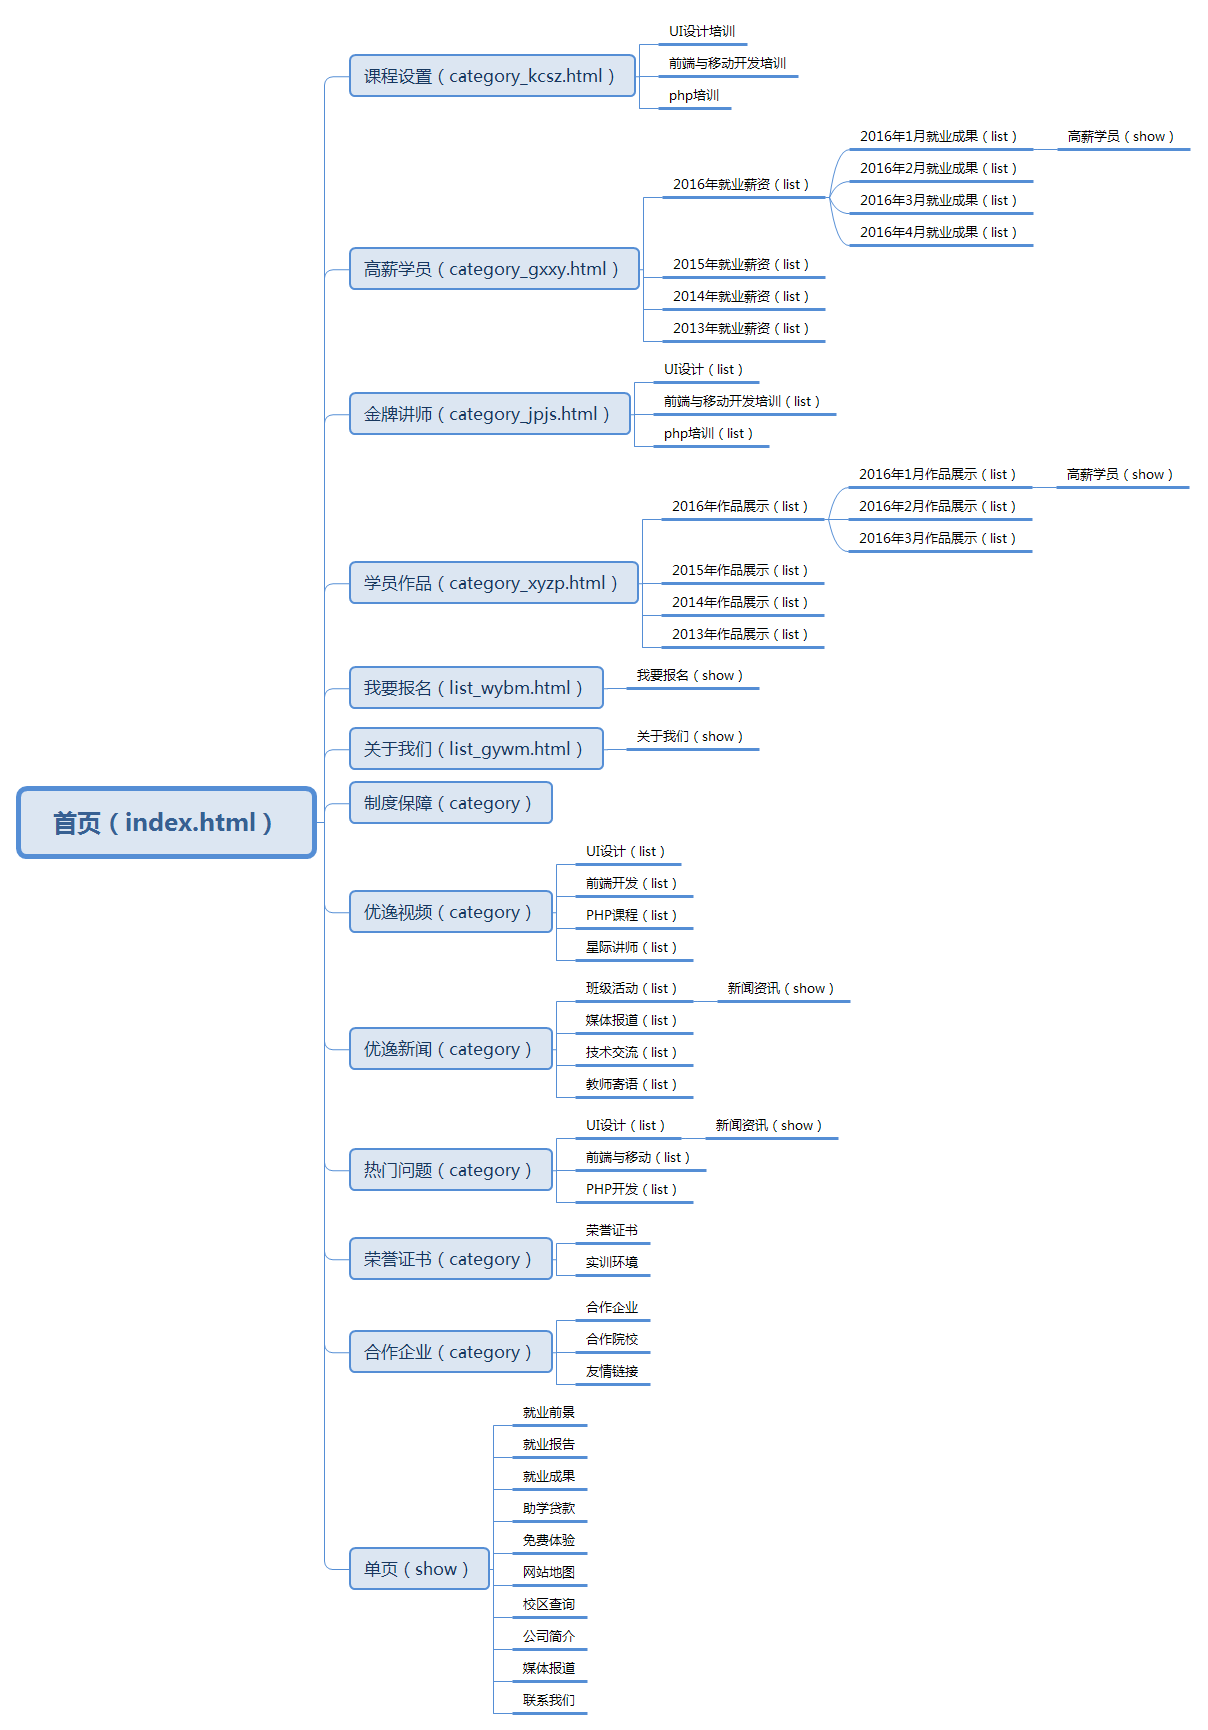 首页（index.html）
课程设置（category_kcsz.html）
UI设计培训
前端与移动开发培训
php培训
高薪学员（category_gxxy.html）
2016年就业薪资（list）
2016年1月就业成果（list）
高薪学员（show）
2016年2月就业成果（list）
2016年3月就业成果（list）
2016年4月就业成果（list）
2015年就业薪资（list）
2014年就业薪资（list）
2013年就业薪资（list）
金牌讲师（category_jpjs.html）
UI设计（list）
前端与移动开发培训（list）
php培训（list）
学员作品（category_xyzp.html）
2016年作品展示（list）
2016年1月作品展示（list）
高薪学员（show）
2016年2月作品展示（list）
2016年3月作品展示（list）
2015年作品展示（list）
2014年作品展示（list）
2013年作品展示（list）
我要报名（list_wybm.html）
我要报名（show）
关于我们（list_gywm.html）
关于我们（show）
制度保障（category）
优逸视频（category）
UI设计（list）
前端开发（list）
PHP课程（list）
星际讲师（list）
优逸新闻（category）
班级活动（list）
新闻资讯（show）
媒体报道（list）
技术交流（list）
教师寄语（list）
热门问题（category）
UI设计（list）
新闻资讯（show）
前端与移动（list）
PHP开发（list）
荣誉证书（category）
荣誉证书
实训环境
合作企业（category）
合作企业
合作院校
友情链接
单页（show）
就业前景
就业报告
就业成果
助学贷款
免费体验
网站地图
校区查询
公司简介
媒体报道
联系我们